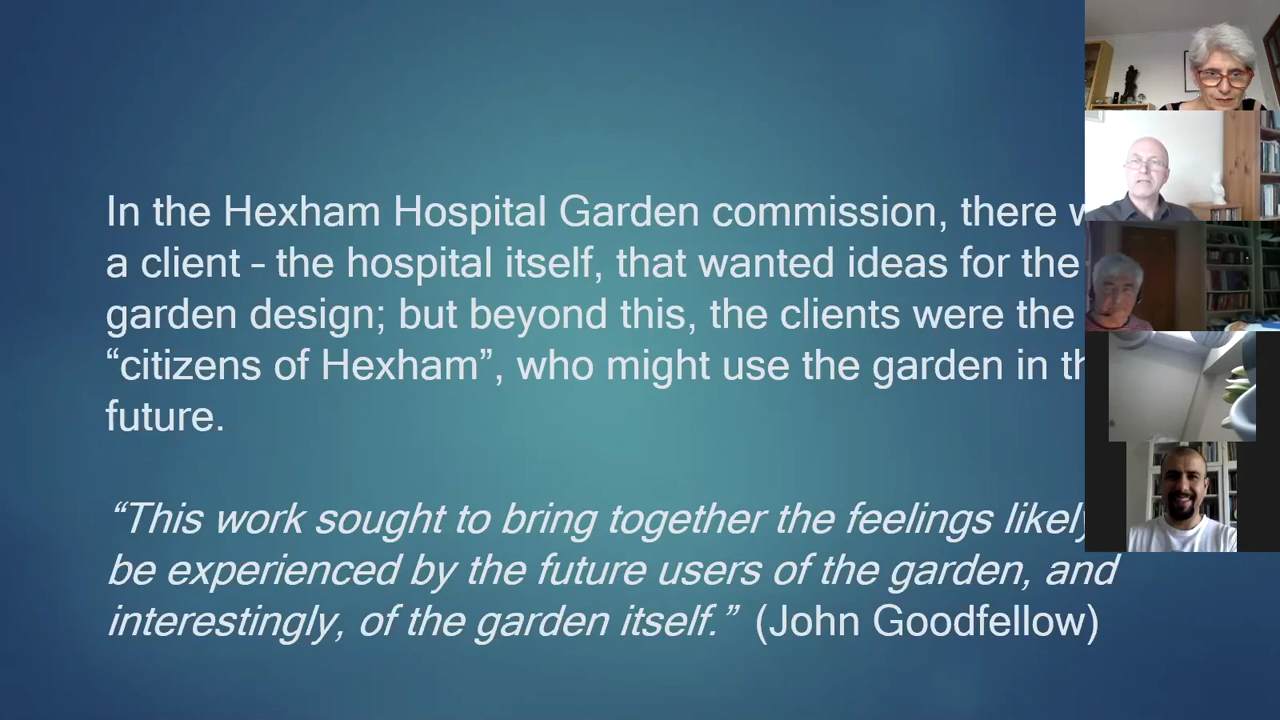 In the Hexham Hospital Garden commission, there
a client – the hospital itself, that wanted ideas for the
garden design; but beyond this, the clients were the
“citizens of Hexham”, who might use the garden in
future.
“This work sought to bring together the feelings likely
be experienced by the future users of the garden, and
interestingly, of the garden itself.” (John Goodfellow)